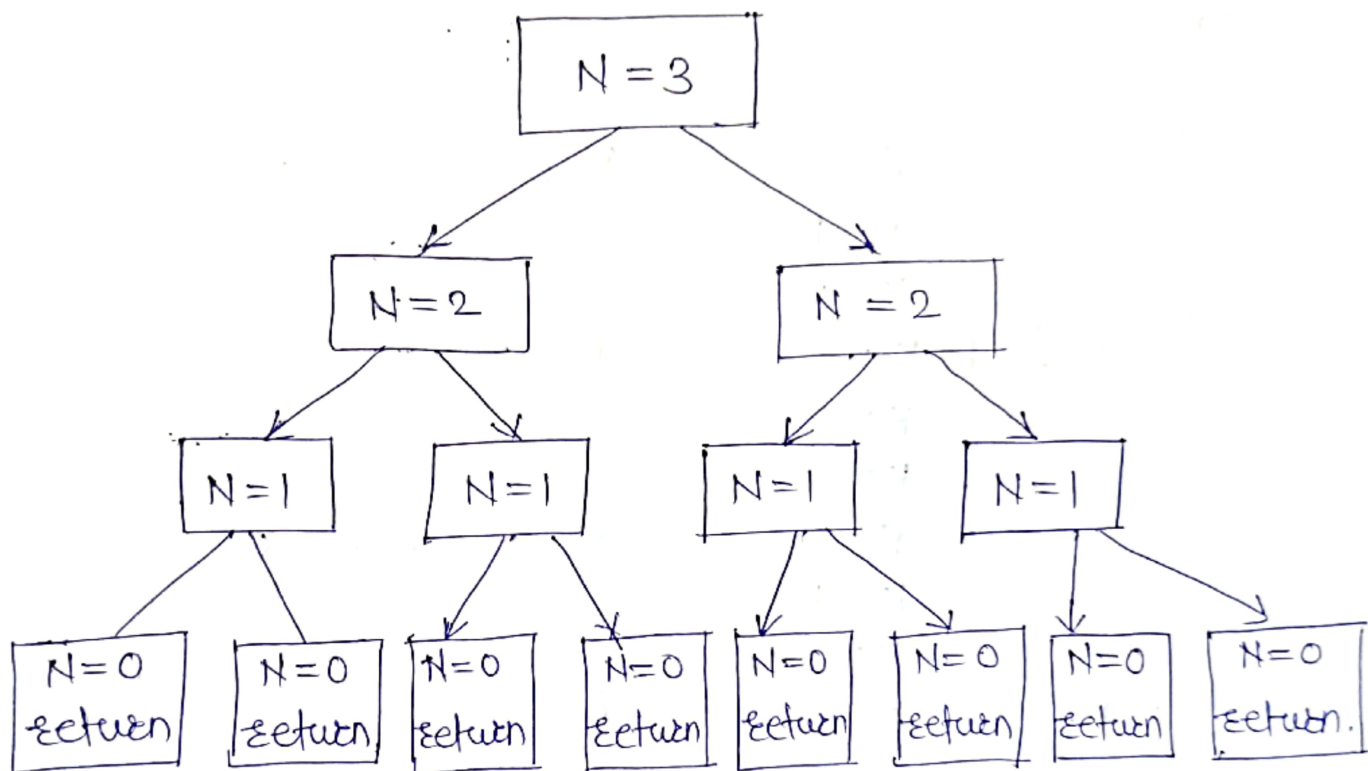 N = 3
N = 2
N = 2
N = 1
N = 1
N = 1
N = 1
N = 0
return
N = 0
return
N = 0
return
N = 0
return
N = 0
return
N = 0
return
N = 0
return
N = 0
return.